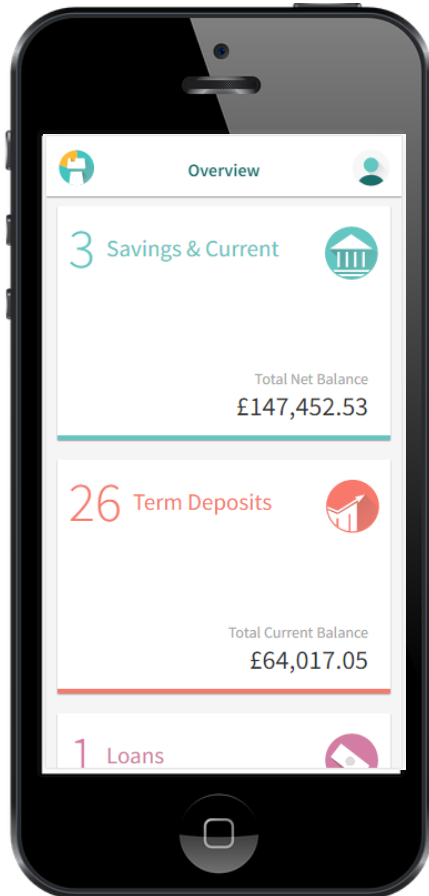 Overview
3 Savings & Current
Total Net Balance
£147,452.53
26 Term Deposits
Total Current Balance
£64,017.05
1 Loans